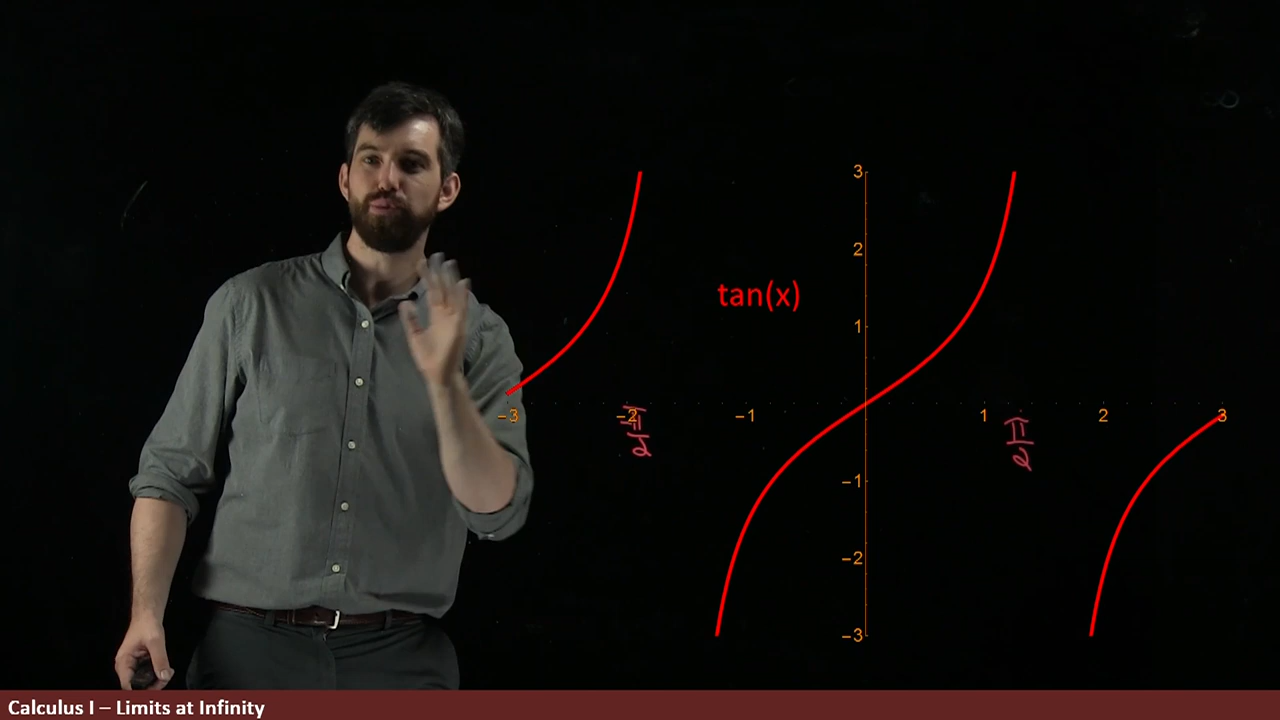 tan(x)
3
2
1
−3 −2 −1 1 2 3
−π/2 π/2
−1
−2
−3
Calculus I – Limits at Infinity